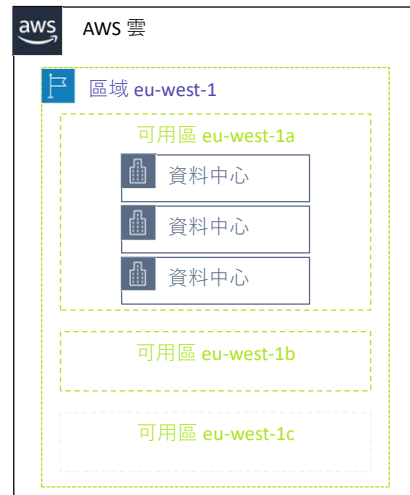 aws
AWS 雲
區域 eu-west-1
可用區 eu-west-1a
資料中心
資料中心
資料中心
可用區 eu-west-1b
可用區 eu-west-1c